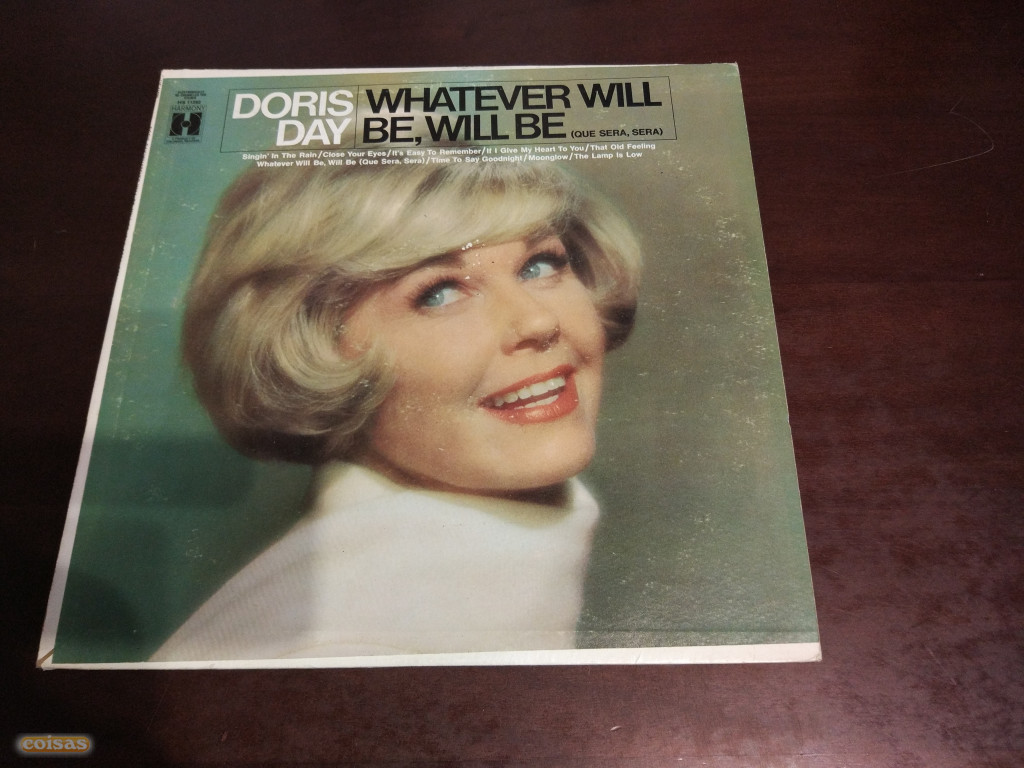 DORIS DAY
WHATEVER WILL BE, WILL BE (QUE SERA, SERA)
HARMONY
H
Singin' In The Rain/Close Your Eyes/It's Easy To Remember/If I Give My Heart To You/That Old Feeling
Whatever Will Be, Will Be (Que Sera, Sera)/Time To Say Goodnight/Moonglow/The Lamp Is Low
coisas